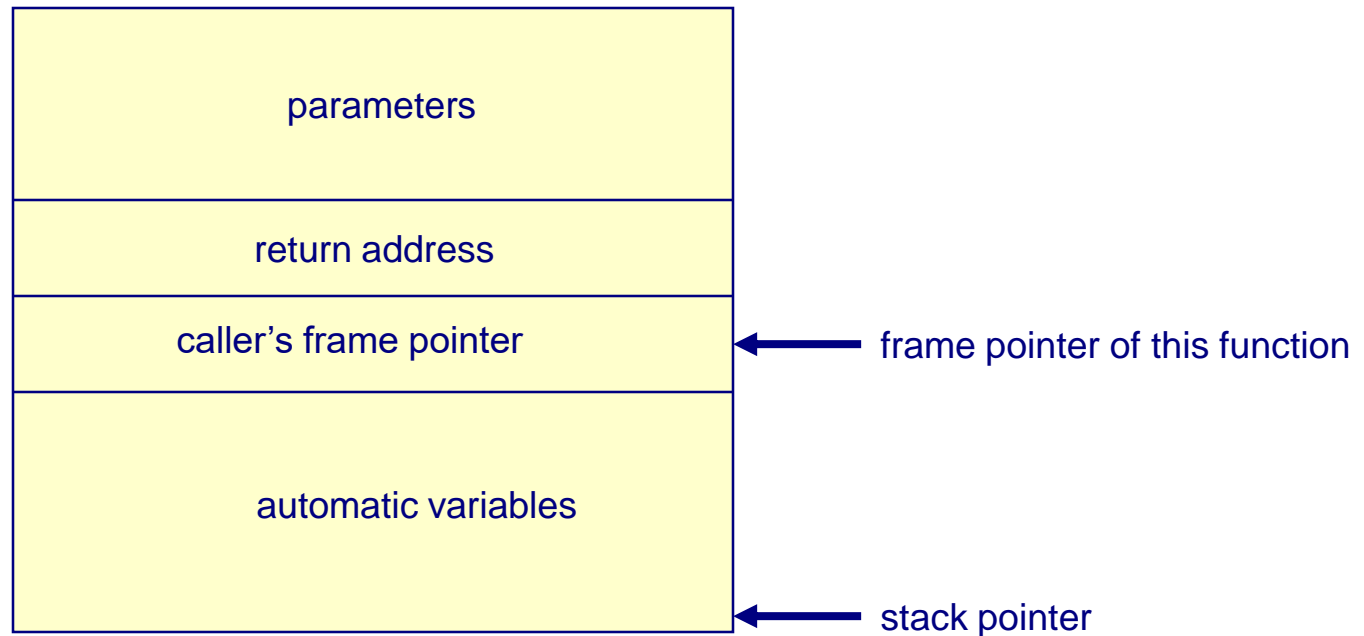 parameters
return address
caller’s frame pointer
frame pointer of this function
automatic variables
stack pointer